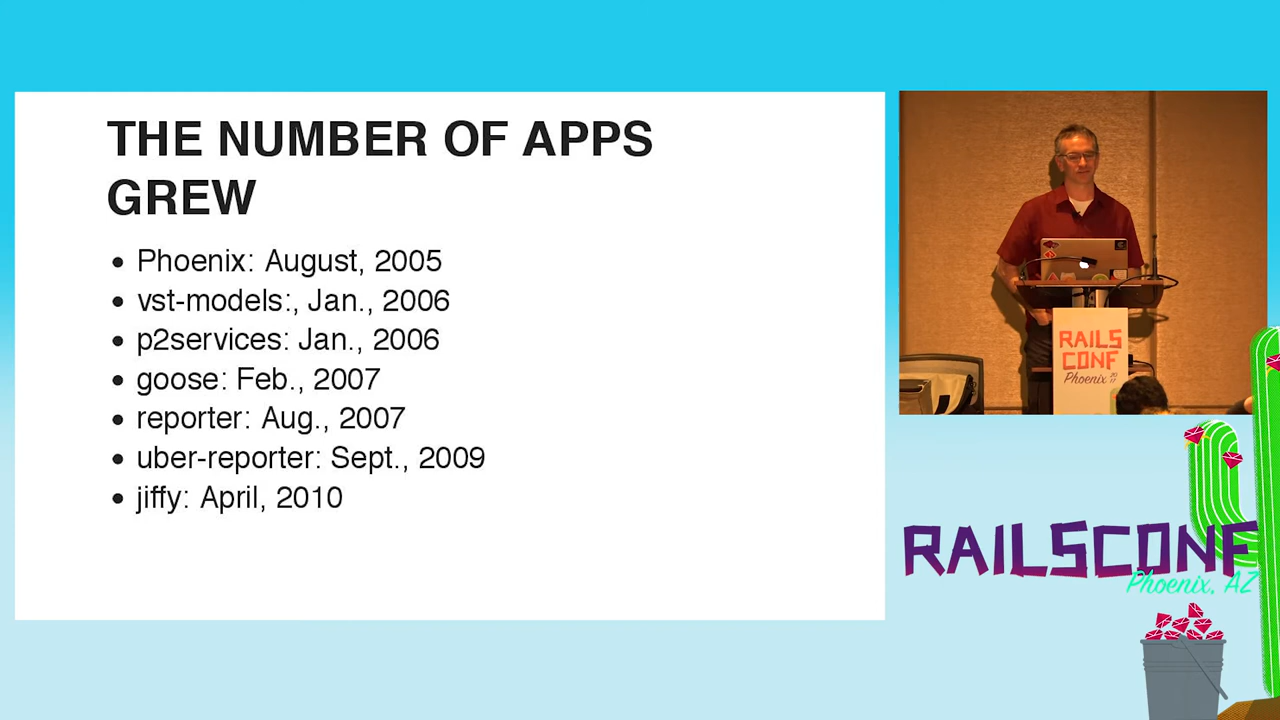 THE NUMBER OF APPS
GREW
• Phoenix: August, 2005
• vst-models:, Jan., 2006
• p2services: Jan., 2006
• goose: Feb., 2007
• reporter: Aug., 2007
• uber-reporter: Sept., 2009
• jiffy: April, 2010
RAILS
CONF
Phoenix 2017
RAILSCONF
Phoenix, AZ